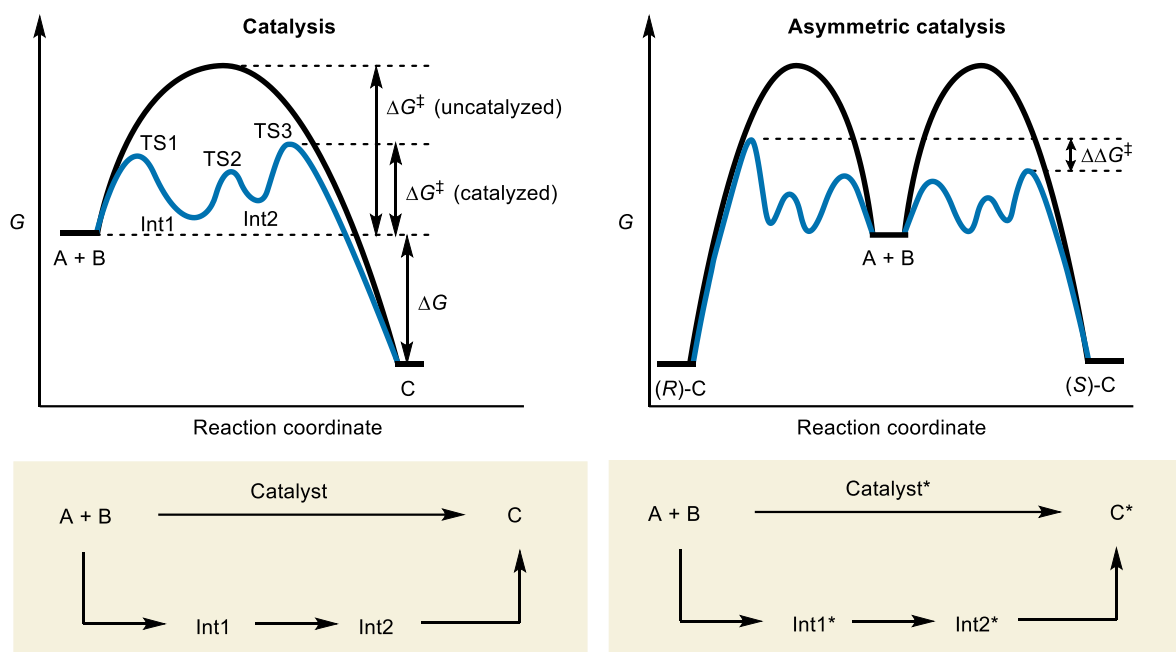 Catalysis
ΔG‡ (uncatalyzed)
TS1
TS2
TS3
ΔG‡ (catalyzed)
Int1
Int2
G
A + B
ΔG
C
Reaction coordinate
Asymmetric catalysis
ΔΔG‡
G
A + B
(R)-C
(S)-C
Reaction coordinate
Catalyst
A + B
C
Int1
Int2
Catalyst*
A + B
C*
Int1*
Int2*